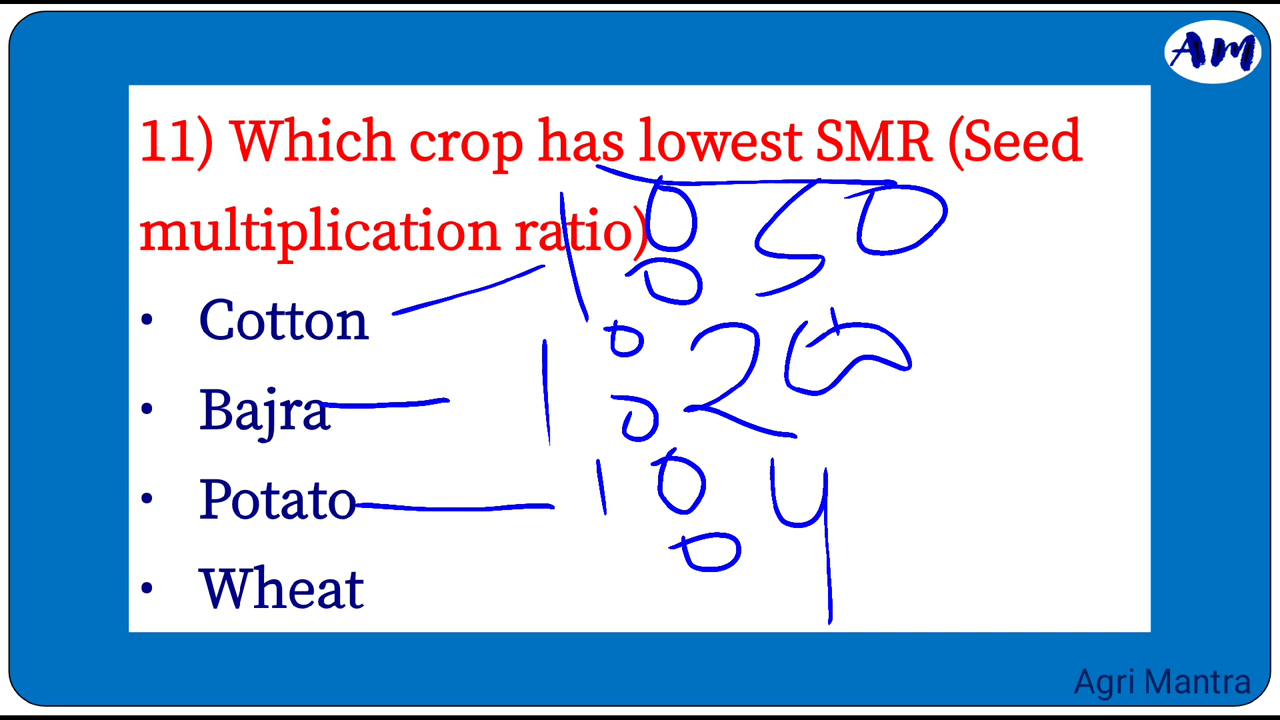 AM
11) Which crop has lowest SMR (Seed
multiplication ratio)
1 : 50
• Cotton
1 : 20
• Bajra
• Potato 1 : 4
• Wheat
Agri Mantra